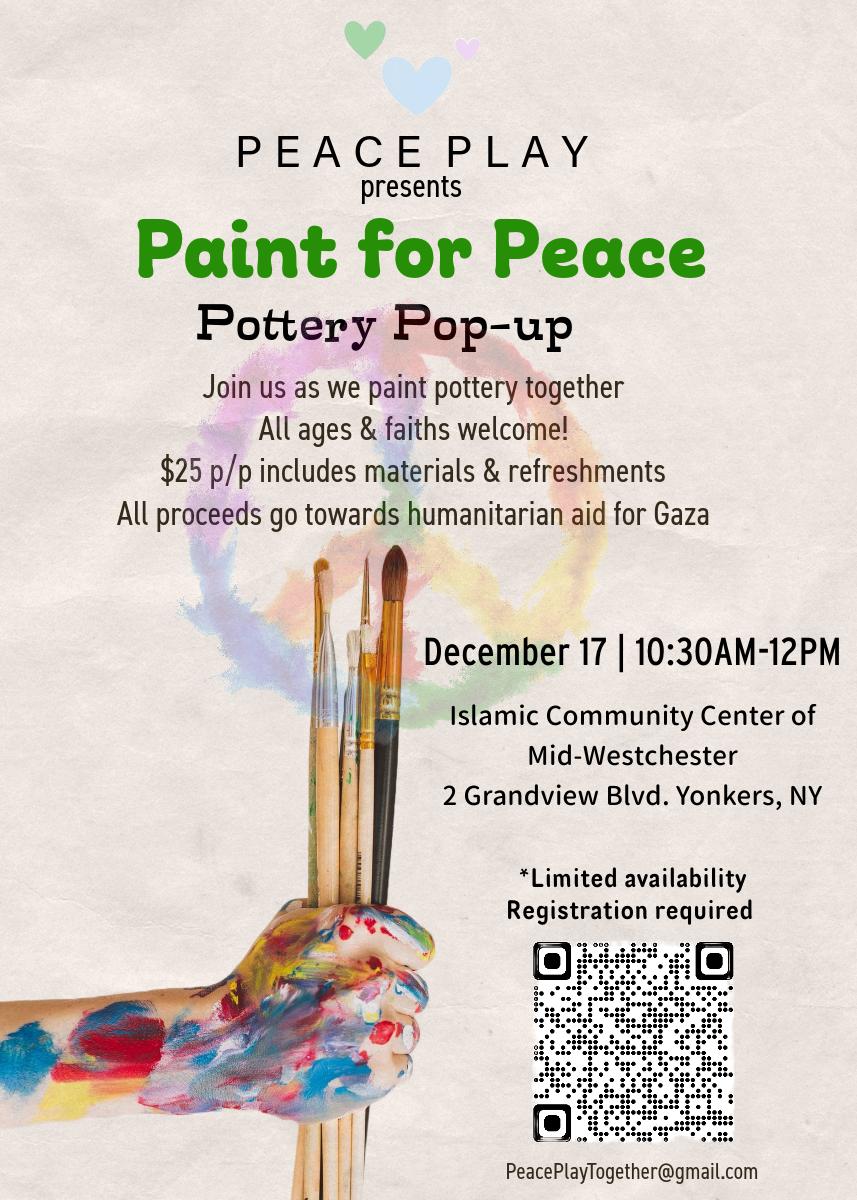 PEACE PLAY
presents
Paint for Peace
Pottery Pop-up
Join us as we paint pottery together
All ages & faiths welcome!
$25 p/p includes materials & refreshments
All proceeds go towards humanitarian aid for Gaza
December 17 | 10:30AM-12PM
Islamic Community Center of
Mid-Westchester
2 Grandview Blvd. Yonkers, NY
*Limited availability
Registration required
PeacePlayTogether@gmail.com